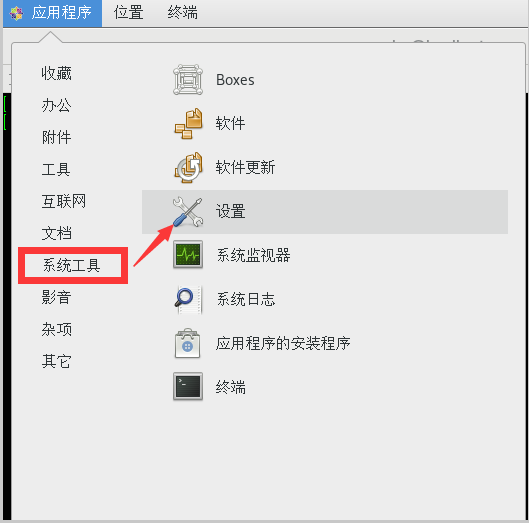 应用程序 位置 终端
收藏
办公
附件
工具
互联网
文档
系统工具
影音
杂项
其它
Boxes
软件
软件更新
设置
系统监视器
系统日志
应用程序的安装程序
终端